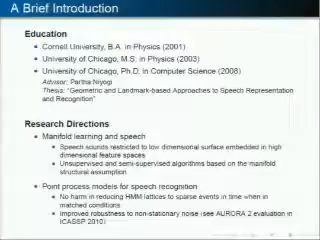 A Brief Introduction
Education
Cornell University, B.A. in Physics (2001)
University of Chicago, M.S. in Physics (2003)
University of Chicago, Ph.D. in Computer Science (2008)
Advisor: Partha Niyogi
Thesis: "Geometric and Landmark-based Approaches to Speech Representation
and Recognition"
Research Directions
Manifold learning and speech
Speech sounds restricted to low dimensional surface embedded in high
dimensional feature spaces
Unsupervised and semi-supervised algorithms based on the manifold
structural assumption
Point process models for speech recognition
No harm in reducing HMM lattices to sparse events in time when in
matched conditions
Improved robustness to non-stationary noise (see AURORA 2 evaluation in
ICASSP 2010)